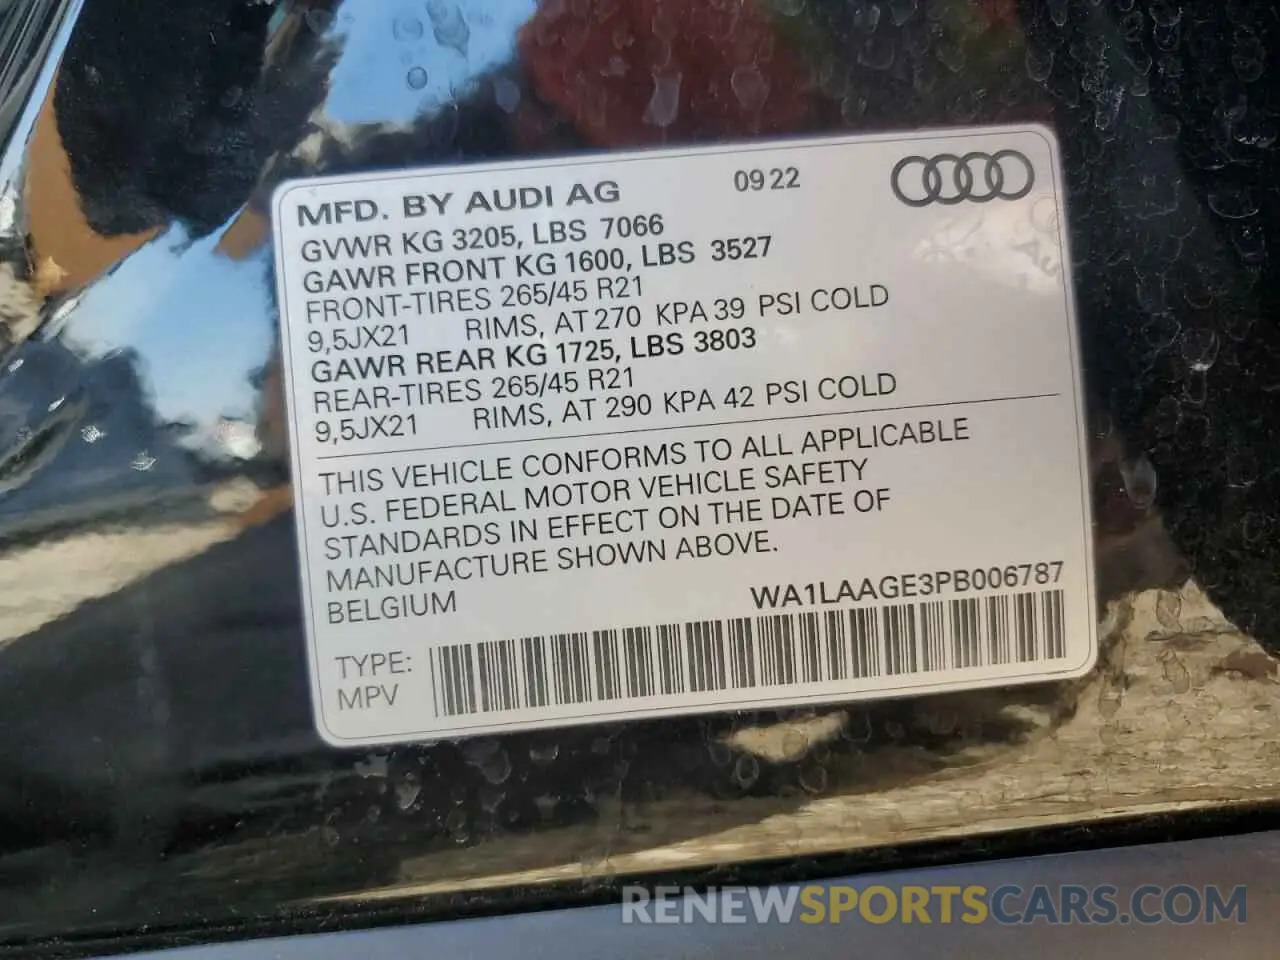 MFD. BY AUDI AG 09 22
GVWR KG 3205, LBS 7066
GAWR FRONT KG 1600, LBS 3527
FRONT-TIRES 265/45 R21
9,5JX21 RIMS, AT 270 KPA 39 PSI COLD
GAWR REAR KG 1725, LBS 3803
REAR-TIRES 265/45 R21
9,5JX21 RIMS, AT 290 KPA 42 PSI COLD
THIS VEHICLE CONFORMS TO ALL APPLICABLE
U.S. FEDERAL MOTOR VEHICLE SAFETY
STANDARDS IN EFFECT ON THE DATE OF
MANUFACTURE SHOWN ABOVE.
BELGIUM
WA1LAAGE3PB006787
TYPE:
MPV
RENEWSPORTSCARS.COM